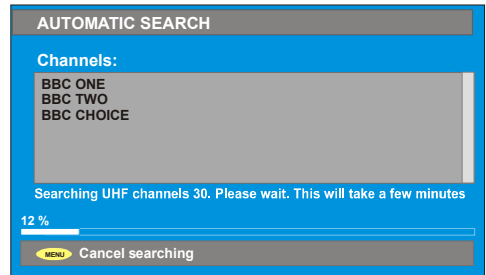 AUTOMATIC SEARCH
Channels:
BBC ONE
BBC TWO
BBC CHOICE
Searching UHF channels 30. Please wait. This will take a few minutes
12 %
MENU Cancel searching